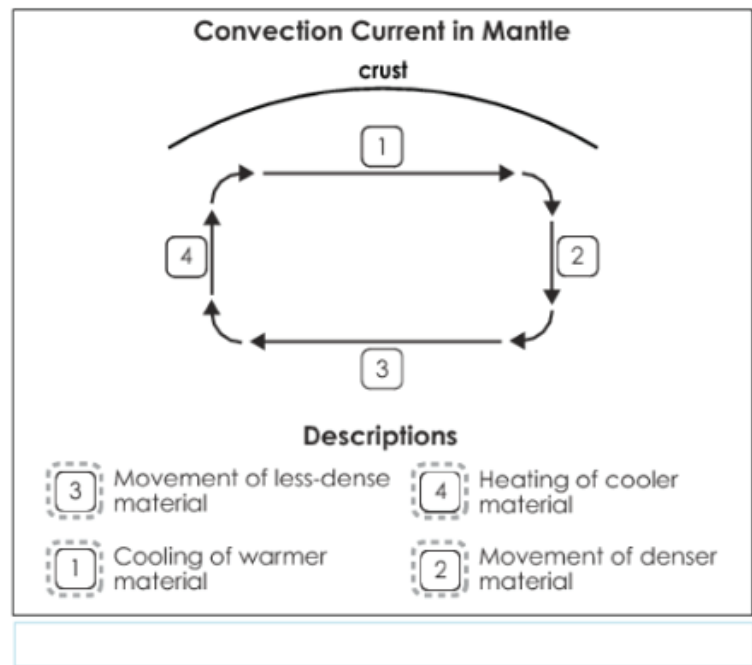 Convection Current in Mantle
crust
1
4
2
3
Descriptions
3 Movement of less-dense material
4 Heating of cooler material
1 Cooling of warmer material
2 Movement of denser material